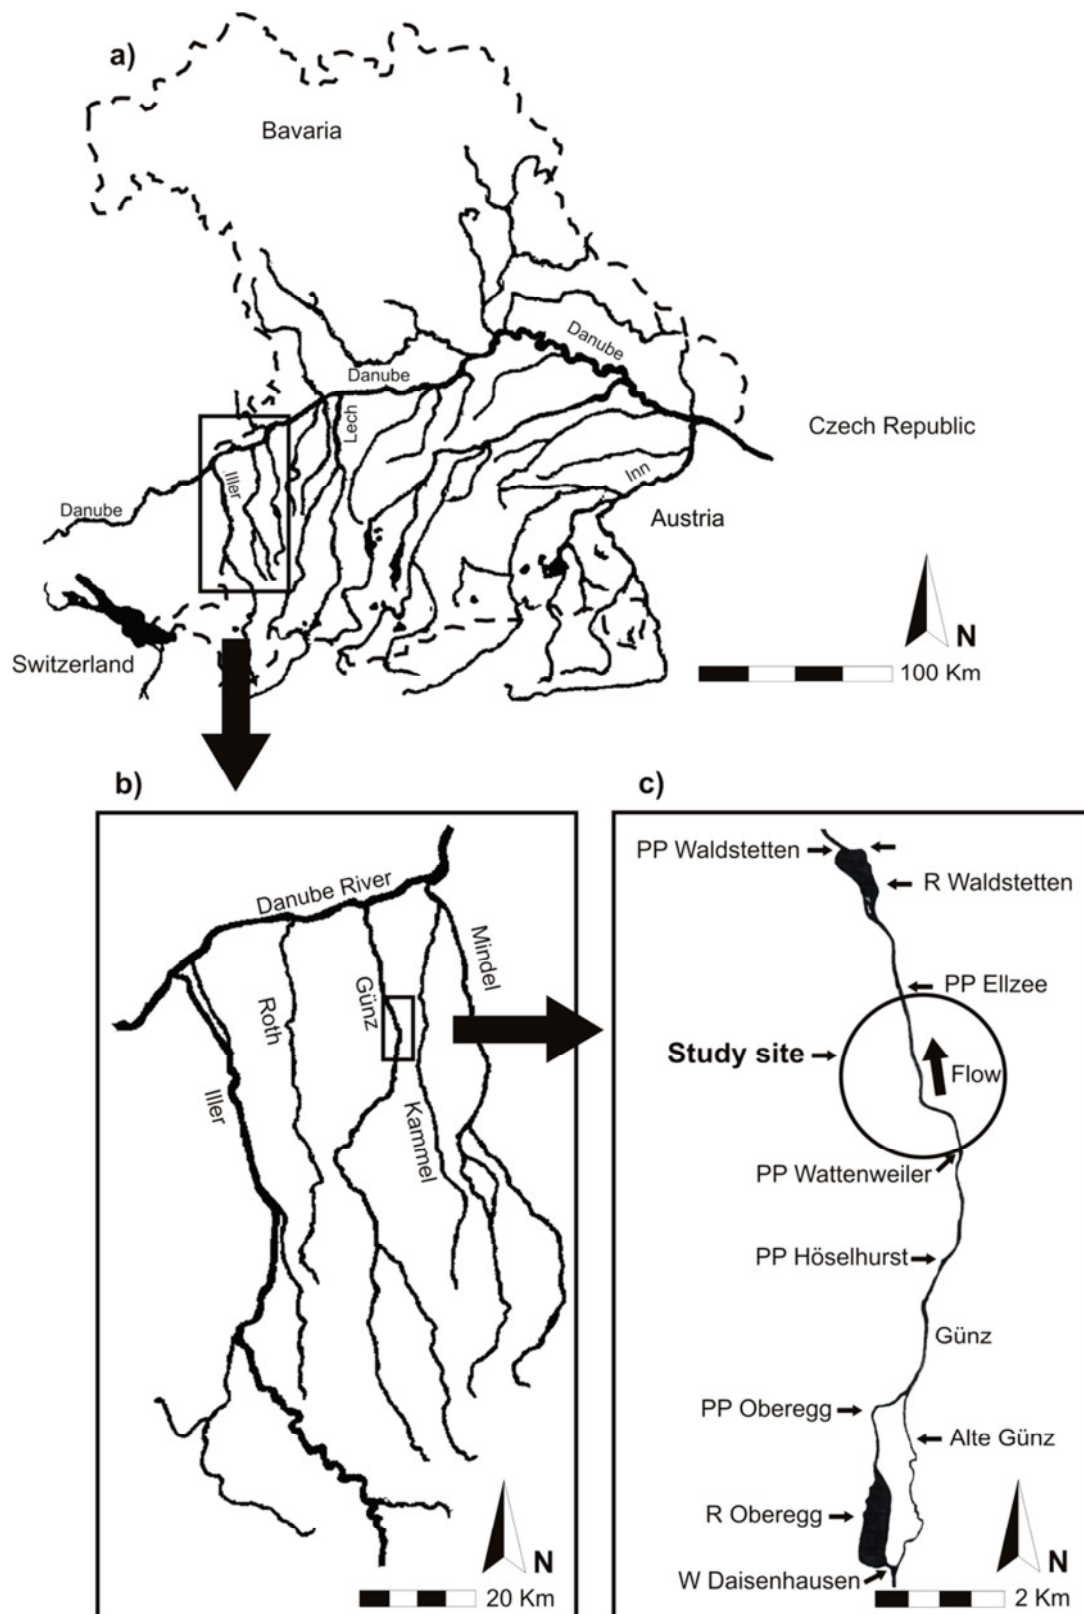 a)
Bavaria
Danube
Danube
Lech
Czech Republic
Iller
Inn
Danube
Austria
N
Switzerland
100 Km
b)
c)
Danube River
Mindel
Günz
Roth
Iller
Kammel
N
20 Km
PP Waldstetten
R Waldstetten
PP Ellzee
Study site
Flow
PP Wattenweiler
PP Höselhurst
Günz
PP Oberegg
Alte Günz
R Oberegg
N
W Daisenhausen
2 Km